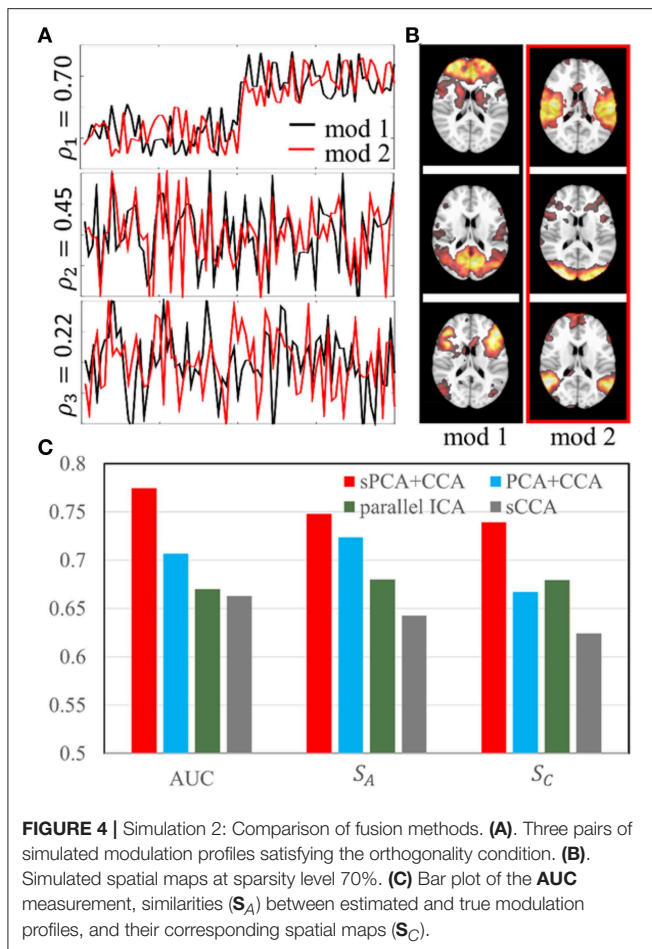 A
B
ρ1 = 0.70
mod 1
mod 2
ρ2 = 0.45
ρ3 = 0.22
mod 1 mod 2
C
0.8
0.75
0.7
0.65
0.6
0.55
0.5
sPCA+CCA PCA+CCA
parallel ICA sCCA
AUC S_A S_C
FIGURE 4 | Simulation 2: Comparison of fusion methods. (A). Three pairs of
simulated modulation profiles satisfying the orthogonality condition. (B).
Simulated spatial maps at sparsity level 70%. (C) Bar plot of the AUC
measurement, similarities (S_A) between estimated and true modulation
profiles, and their corresponding spatial maps (S_C).